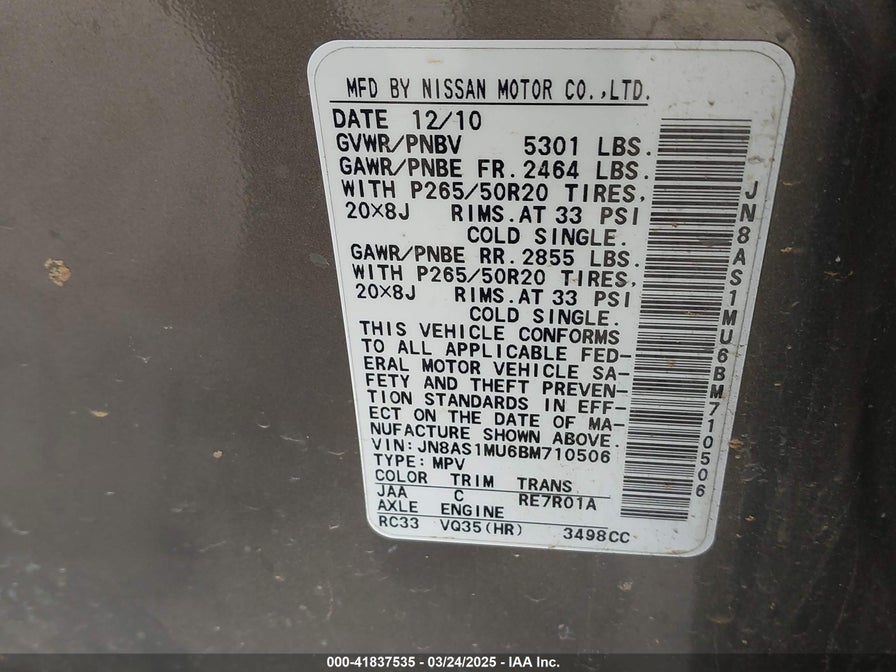 MFD BY NISSAN MOTOR CO.,LTD.
DATE 12/10
GVWR/PNBV 5301 LBS.
GAWR/PNBE FR. 2464 LBS.
WITH P265/50R20 TIRES,
20×8J RIMS. AT 33 PSI
COLD SINGLE.
GAWR/PNBE RR. 2855 LBS.
WITH P265/50R20 TIRES,
20×8J RIMS. AT 33 PSI
COLD SINGLE.
THIS VEHICLE CONFORMS
TO ALL APPLICABLE FED-
ERAL MOTOR VEHICLE SA-
FETY AND THEFT PREVEN-
TION STANDARDS IN EFF-
ECT ON THE DATE OF MA-
NUFACTURE SHOWN ABOVE.
VIN:JN8AS1MU6BM710506
TYPE:MPV
COLOR TRIM TRANS
JAA C RE7R01A
AXLE ENGINE
RC33 VQ35(HR) 3498CC
JN8AS1MU6BM710506
000-41837535 - 03/24/2025 - IAA Inc.